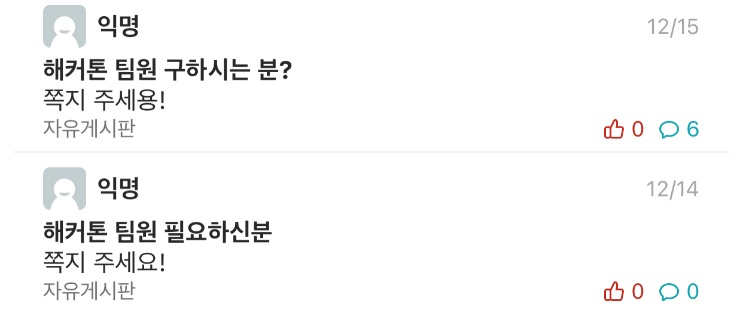 익명 12/15
해커톤 팀원 구하시는 분?
쪽지 주세용!
자유게시판 0 6
익명 12/14
해커톤 팀원 필요하신분
쪽지 주세요!
자유게시판 0 0